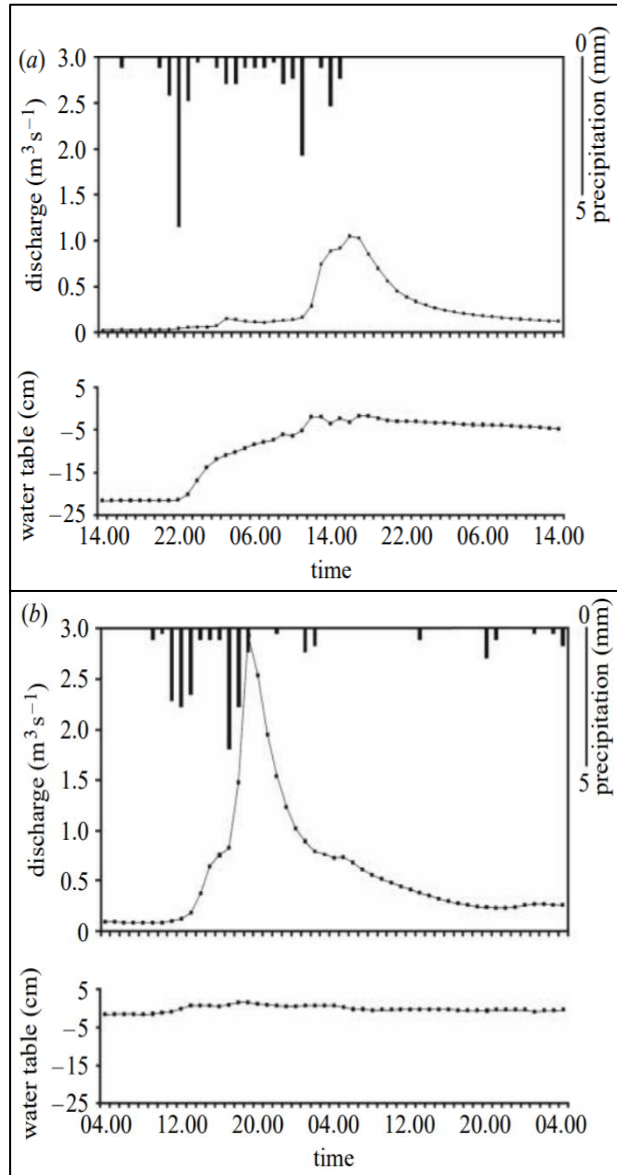 (a)
3.0
2.5
2.0
1.5
1.0
0.5
0
discharge (m³ s⁻¹)
0
5
precipitation (mm)
5
−5
−15
−25
water table (cm)
14.00 22.00 06.00 14.00 22.00 06.00 14.00
time
(b)
3.0
2.5
2.0
1.5
1.0
0.5
0
discharge (m³ s⁻¹)
0
5
precipitation (mm)
5
−5
−15
−25
water table (cm)
04.00 12.00 20.00 04.00 12.00 20.00 04.00
time